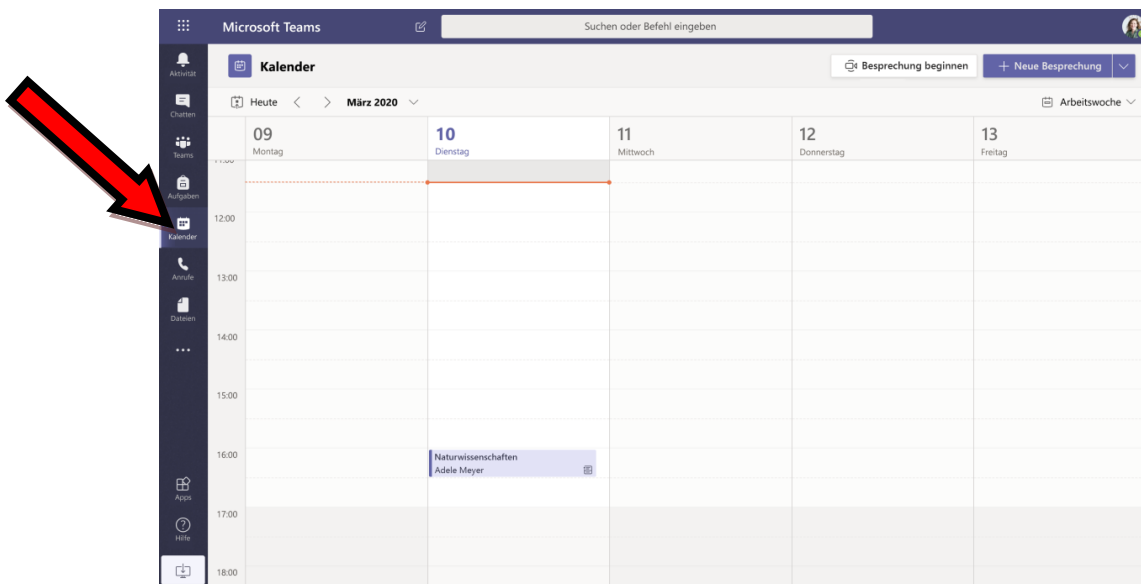 Microsoft Teams
Suchen oder Befehl eingeben
Aktivität
Chatten
Teams
Aufgaben
Kalender
Anrufe
Dateien
Apps
Hilfe
Kalender
Besprechung beginnen
+ Neue Besprechung
Heute < > März 2020
Arbeitswoche
09
Montag
10
Dienstag
11
Mittwoch
12
Donnerstag
13
Freitag
11:00
12:00
13:00
14:00
15:00
16:00
Naturwissenschaften
Adele Meyer
17:00
18:00